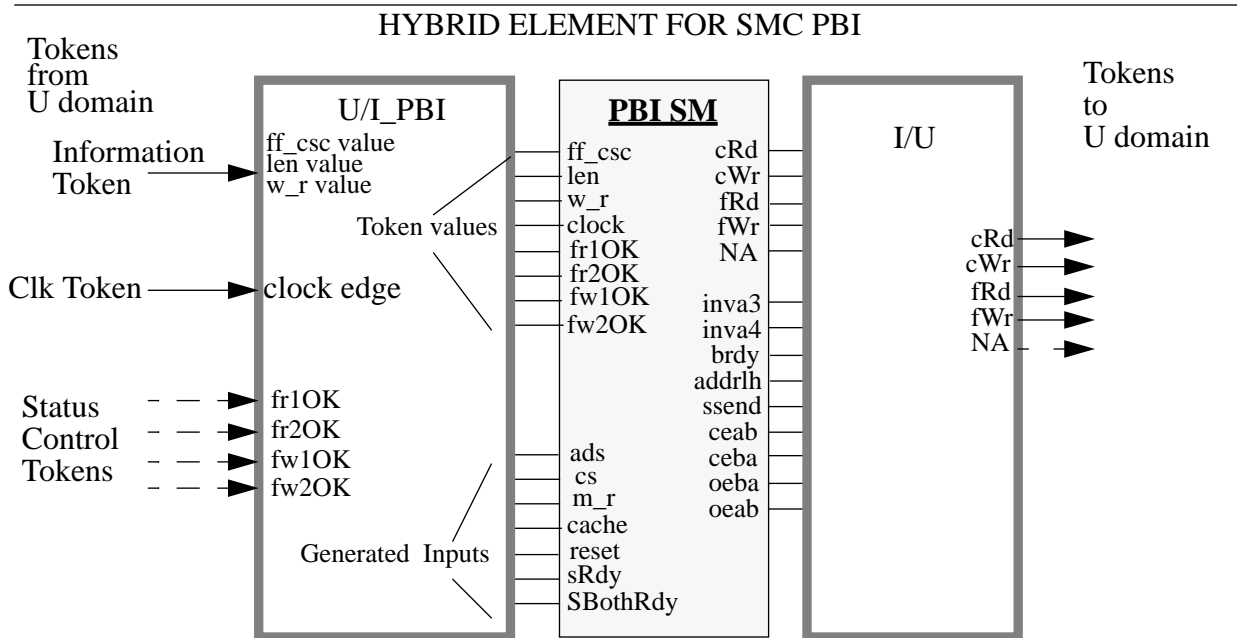 HYBRID ELEMENT FOR SMC PBI
Tokens
from
U domain
Information
Token
Clk Token
Status
Control
Tokens
U/I_PBI
ff_csc value
len value
w_r value
Token values
clock edge
fr1OK
fr2OK
fw1OK
fw2OK
Generated Inputs
PBI SM
ff_csc
len
w_r
clock
fr1OK
fr2OK
fw1OK
fw2OK
ads
cs
m_r
cache
reset
sRdy
SBothRdy
cRd
cWr
fRd
fWr
NA
inva3
inva4
brdy
addrlh
ssend
ceab
ceba
oeba
oeab
I/U
cRd
cWr
fRd
fWr
NA
Tokens
to
U domain